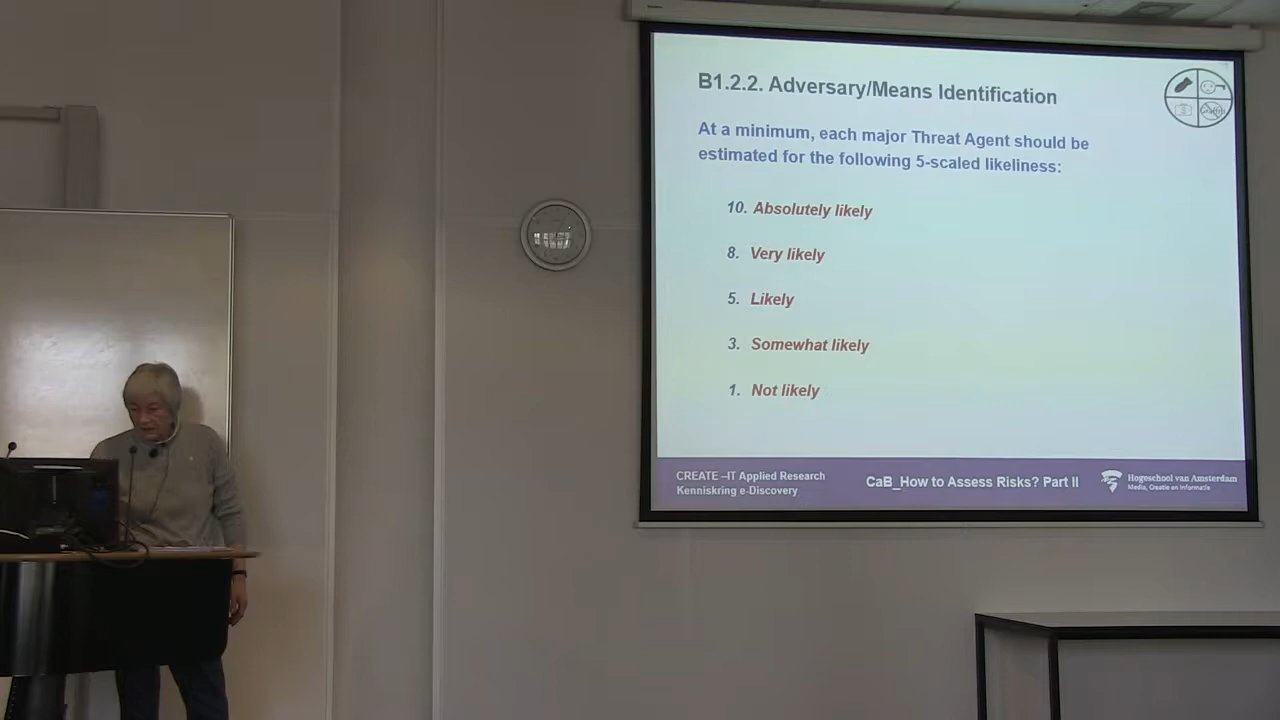 B1.2.2. Adversary/Means Identification
At a minimum, each major Threat Agent should be
estimated for the following 5-scaled likeliness:
10. Absolutely likely
8. Very likely
5. Likely
3. Somewhat likely
1. Not likely
CREATE –IT Applied Research
Kenniskring e-Discovery
CaB_How to Assess Risks? Part II
Hogeschool van Amsterdam
Media, Creatie en Informatie